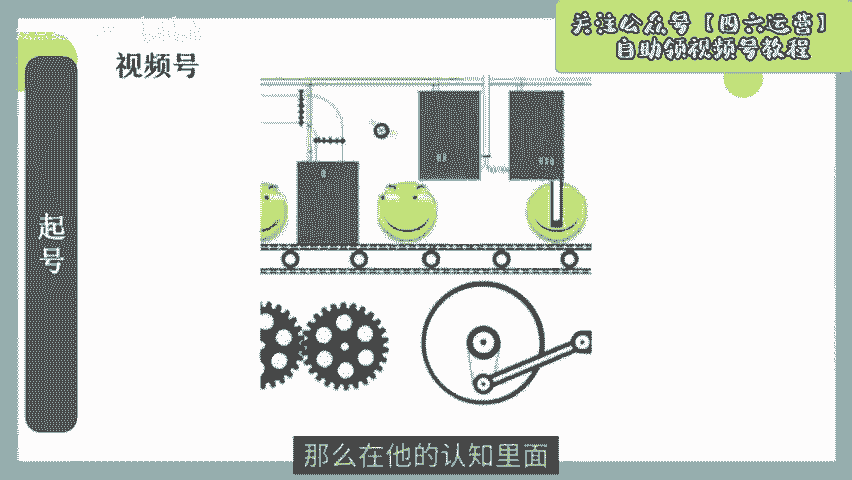 关注公众号【四六运营】
自助领视频号教程
视频号
起号
那么在他的认知里面